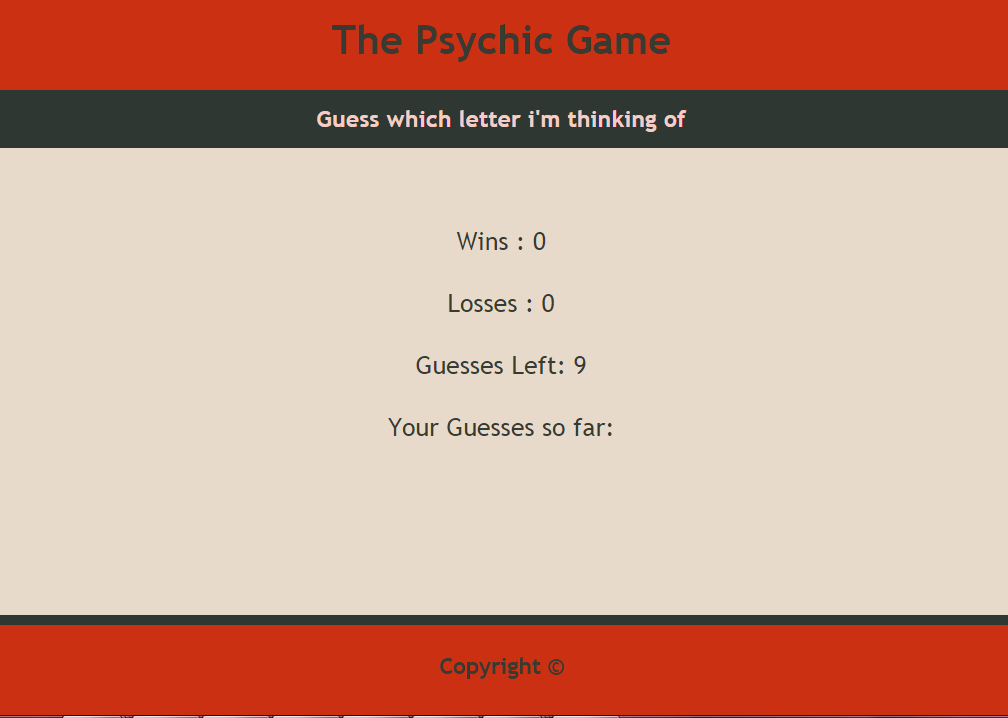 The Psychic Game
Guess which letter i'm thinking of
Wins : 0
Losses : 0
Guesses Left: 9
Your Guesses so far:
Copyright ©